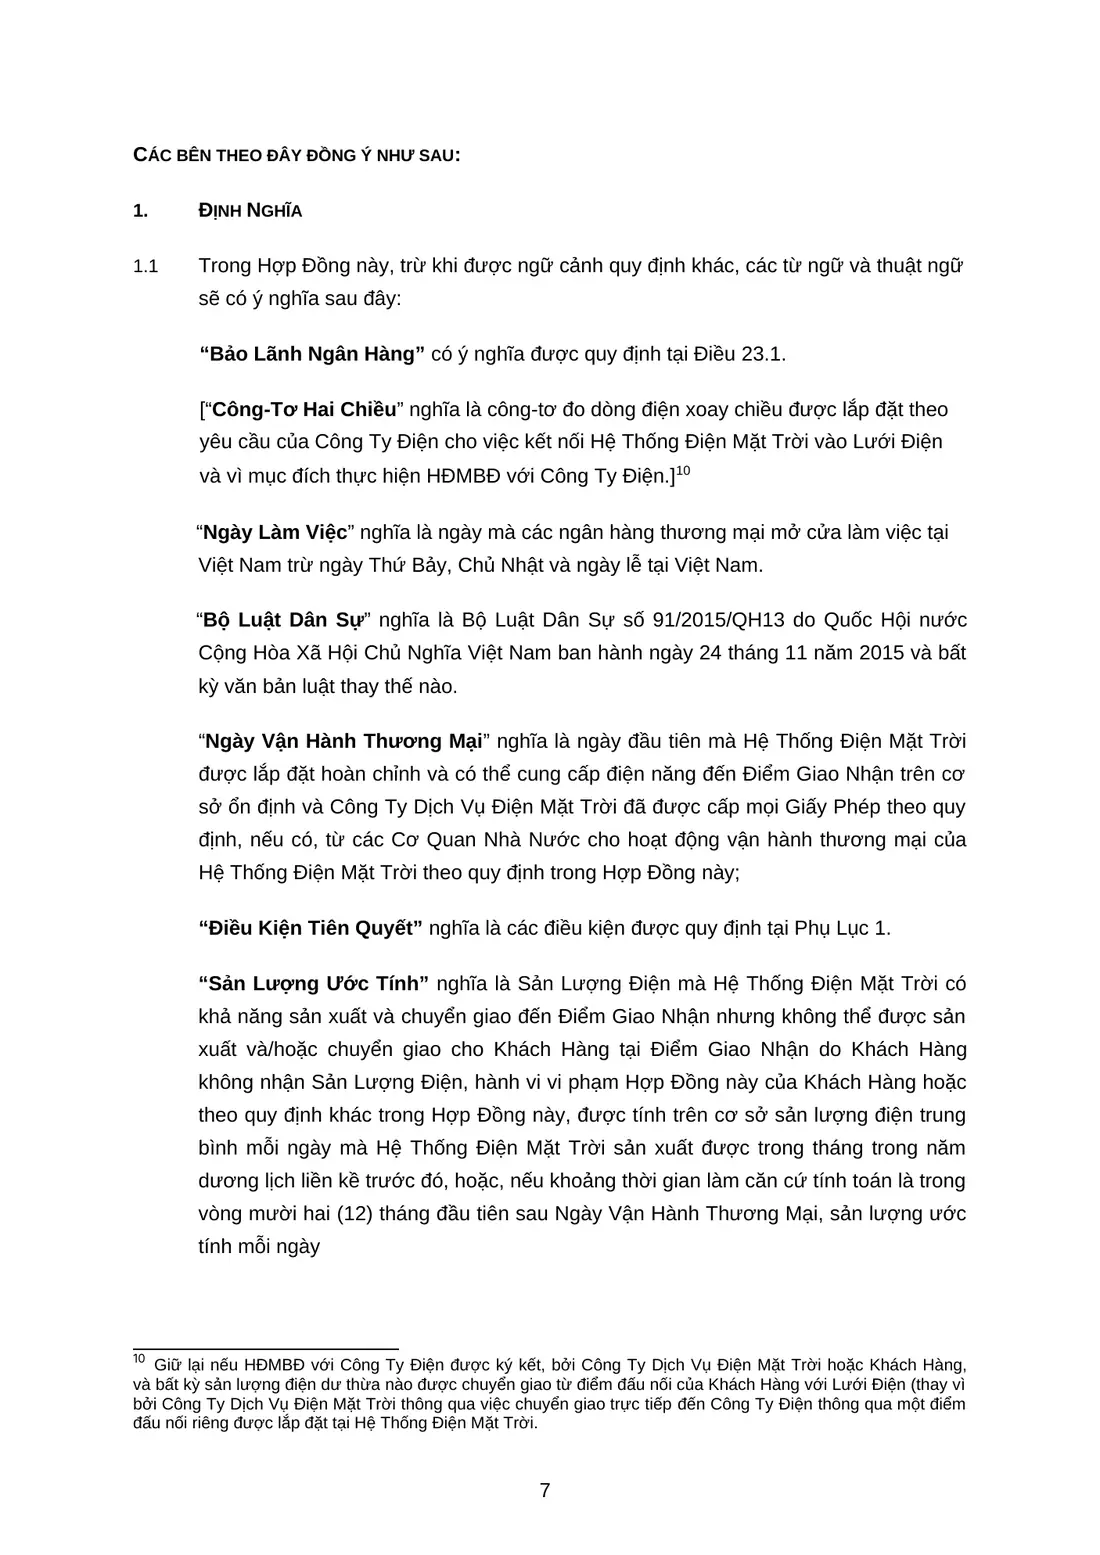 CÁC BÊN THEO ĐÂY ĐỒNG Ý NHƯ SAU:
1. ĐỊNH NGHĨA
1.1 Trong Hợp Đồng này, trừ khi được ngữ cảnh quy định khác, các từ ngữ và thuật ngữ
sẽ có ý nghĩa sau đây:
“Bảo Lãnh Ngân Hàng” có ý nghĩa được quy định tại Điều 23.1.
[“Công-Tơ Hai Chiều” nghĩa là công-tơ đo dòng điện xoay chiều được lắp đặt theo
yêu cầu của Công Ty Điện cho việc kết nối Hệ Thống Điện Mặt Trời vào Lưới Điện
và vì mục đích thực hiện HĐMBĐ với Công Ty Điện.]10
“Ngày Làm Việc” nghĩa là ngày mà các ngân hàng thương mại mở cửa làm việc tại
Việt Nam trừ ngày Thứ Bảy, Chủ Nhật và ngày lễ tại Việt Nam.
“Bộ Luật Dân Sự” nghĩa là Bộ Luật Dân Sự số 91/2015/QH13 do Quốc Hội nước
Cộng Hòa Xã Hội Chủ Nghĩa Việt Nam ban hành ngày 24 tháng 11 năm 2015 và bất
kỳ văn bản luật thay thế nào.
“Ngày Vận Hành Thương Mại” nghĩa là ngày đầu tiên mà Hệ Thống Điện Mặt Trời
được lắp đặt hoàn chỉnh và có thể cung cấp điện năng đến Điểm Giao Nhận trên cơ
sở ổn định và Công Ty Dịch Vụ Điện Mặt Trời đã được cấp mọi Giấy Phép theo quy
định, nếu có, từ các Cơ Quan Nhà Nước cho hoạt động vận hành thương mại của
Hệ Thống Điện Mặt Trời theo quy định trong Hợp Đồng này;
“Điều Kiện Tiên Quyết” nghĩa là các điều kiện được quy định tại Phụ Lục 1.
“Sản Lượng Ước Tính” nghĩa là Sản Lượng Điện mà Hệ Thống Điện Mặt Trời có
khả năng sản xuất và chuyển giao đến Điểm Giao Nhận nhưng không thể được sản
xuất và/hoặc chuyển giao cho Khách Hàng tại Điểm Giao Nhận do Khách Hàng
không nhận Sản Lượng Điện, hành vi vi phạm Hợp Đồng này của Khách Hàng hoặc
theo quy định khác trong Hợp Đồng này, được tính trên cơ sở sản lượng điện trung
bình mỗi ngày mà Hệ Thống Điện Mặt Trời sản xuất được trong tháng trong năm
dương lịch liền kề trước đó, hoặc, nếu khoảng thời gian làm căn cứ tính toán là trong
vòng mười hai (12) tháng đầu tiên sau Ngày Vận Hành Thương Mại, sản lượng ước
tính mỗi ngày
10 Giữ lại nếu HĐMBĐ với Công Ty Điện được ký kết, bởi Công Ty Dịch Vụ Điện Mặt Trời hoặc Khách Hàng,
và bất kỳ sản lượng điện dư thừa nào được chuyển giao từ điểm đấu nối của Khách Hàng với Lưới Điện (thay vì
bởi Công Ty Dịch Vụ Điện Mặt Trời thông qua việc chuyển giao trực tiếp đến Công Ty Điện thông qua một điểm
đấu nối riêng được lắp đặt tại Hệ Thống Điện Mặt Trời.
7